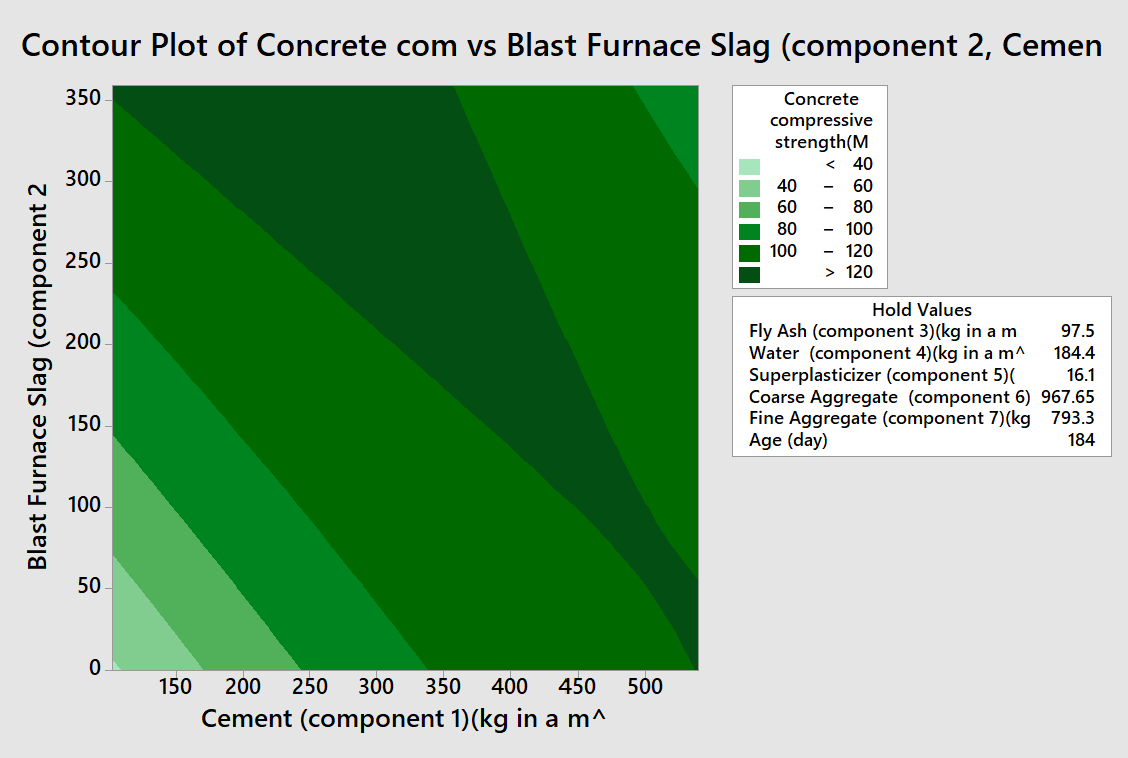 Contour Plot of Concrete com vs Blast Furnace Slag (component 2, Cemen
Blast Furnace Slag (component 2
350
300
250
200
150
100
50
0
150 200 250 300 350 400 450 500
Cement (component 1)(kg in a m^
Concrete
compressive
strength(M
< 40
40 – 60
60 – 80
80 – 100
100 – 120
> 120
Hold Values
Fly Ash (component 3)(kg in a m 97.5
Water  (component 4)(kg in a m^ 184.4
Superplasticizer (component 5)( 16.1
Coarse Aggregate  (component 6) 967.65
Fine Aggregate (component 7)(kg 793.3
Age (day) 184